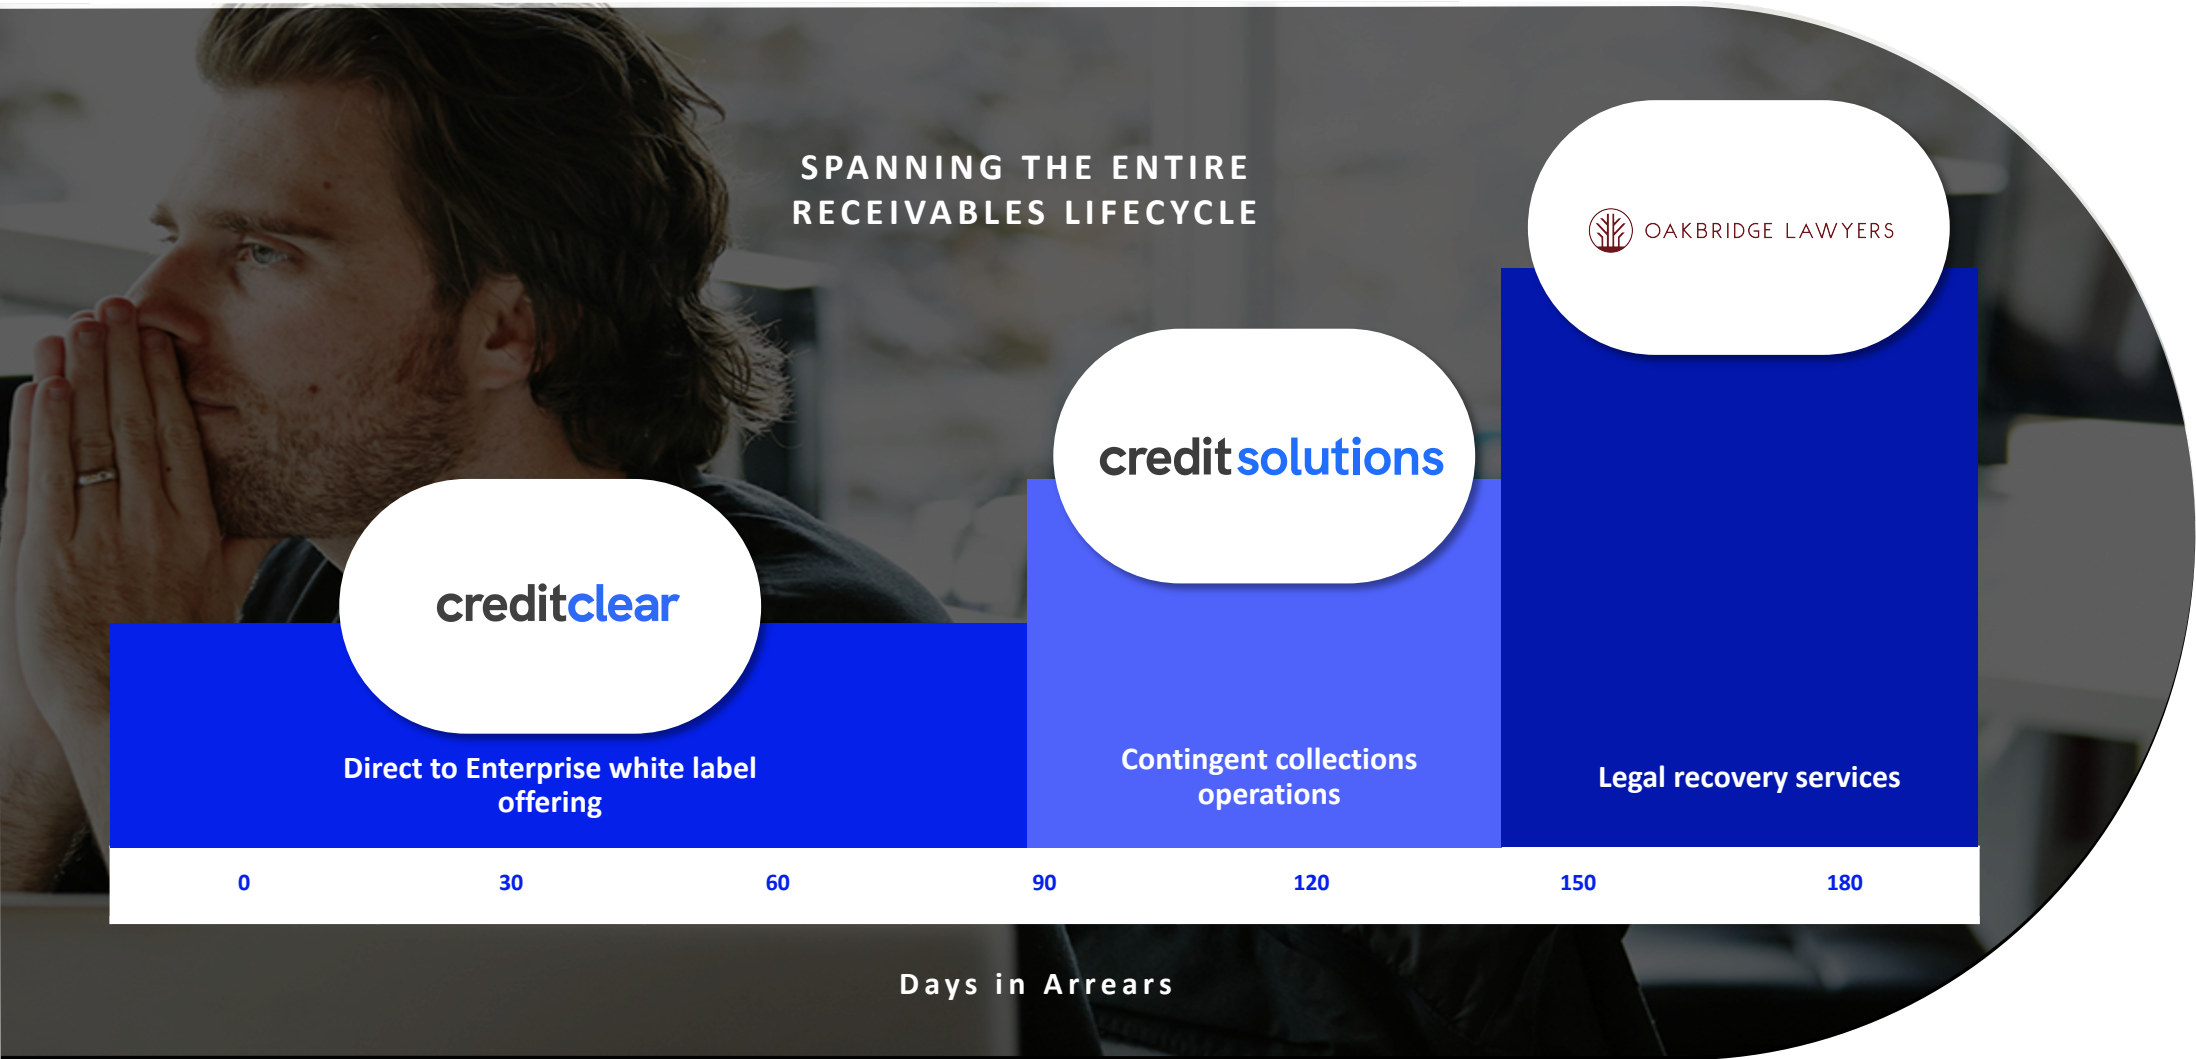 SPANNING THE ENTIRE
RECEIVABLES LIFECYCLE
OAKBRIDGE LAWYERS
creditsolutions
creditclear
Direct to Enterprise white label
offering
Contingent collections
operations
Legal recovery services
0 30 60 90 120 150 180
Days in Arrears